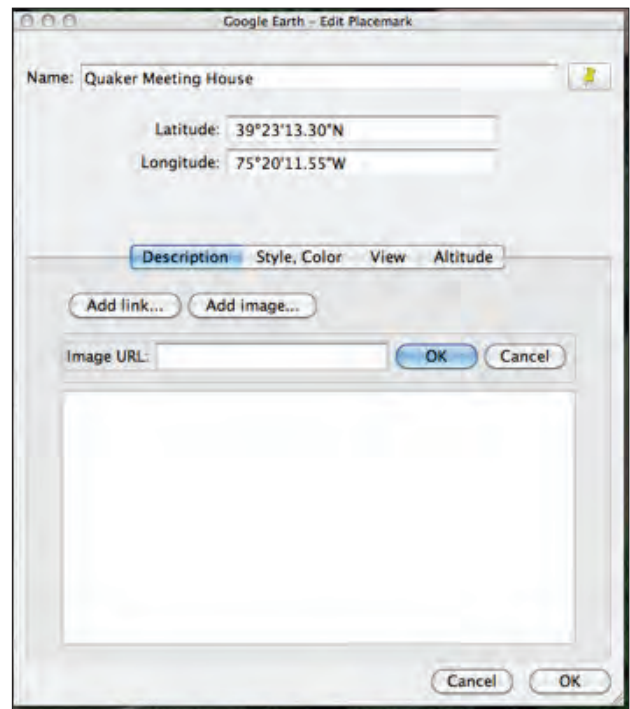 Google Earth – Edit Placemark
Name: Quaker Meeting House
Latitude: 39°23'13.30"N
Longitude: 75°20'11.55"W
Description Style, Color View Altitude
Add link... Add image...
Image URL: OK Cancel
Cancel OK